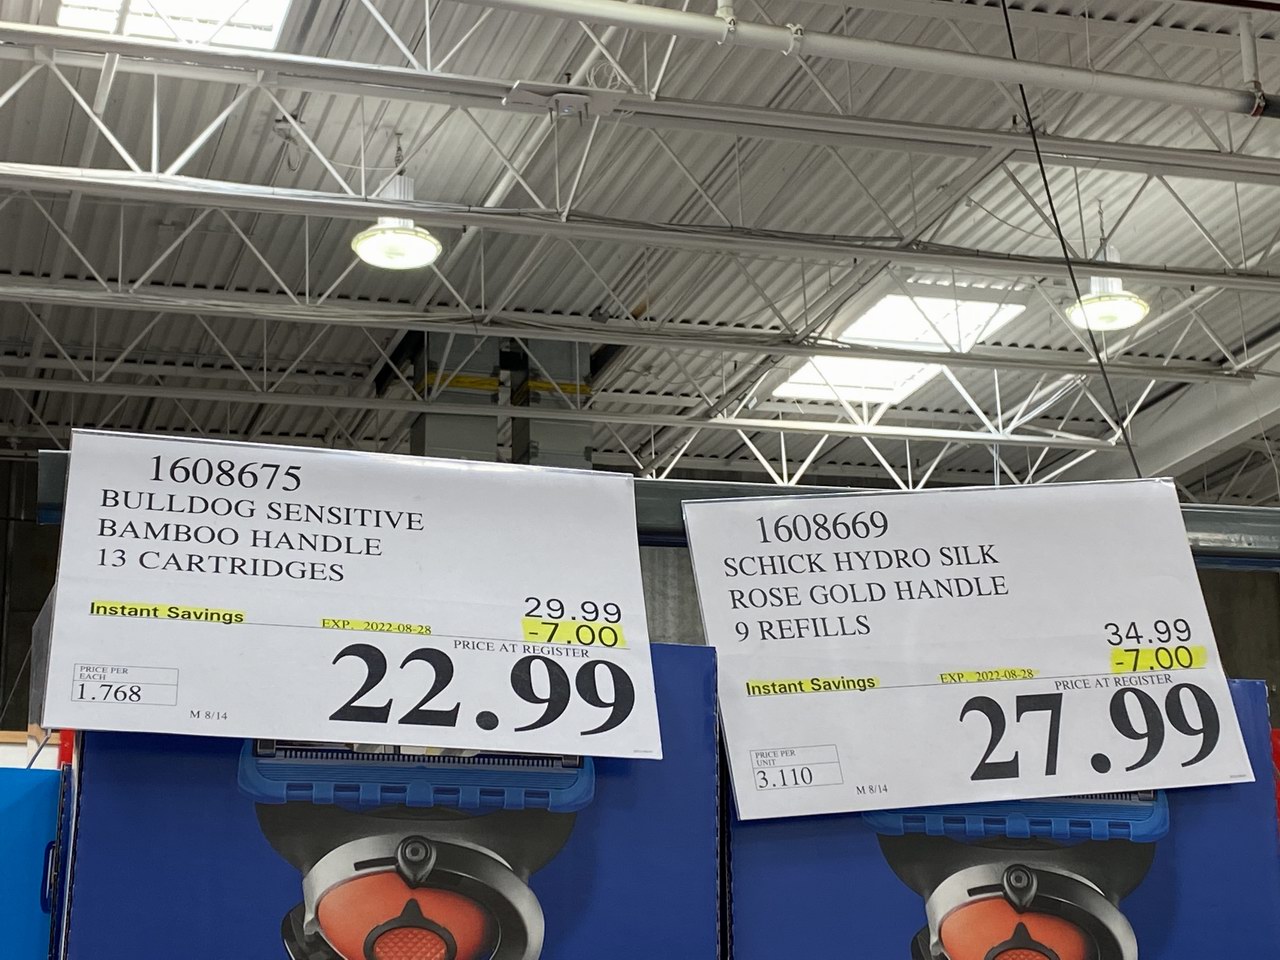 1608675
BULLDOG SENSITIVE
BAMBOO HANDLE
13 CARTRIDGES
29.99
Instant Savings EXP. 2022-08-28 -7.00
PRICE AT REGISTER
22.99
PRICE PER
EACH
1.768
M 8/14
1608669
SCHICK HYDRO SILK
ROSE GOLD HANDLE
9 REFILLS
34.99
Instant Savings EXP. 2022-08-28 -7.00
PRICE AT REGISTER
27.99
PRICE PER
UNIT
3.110
M 8/14